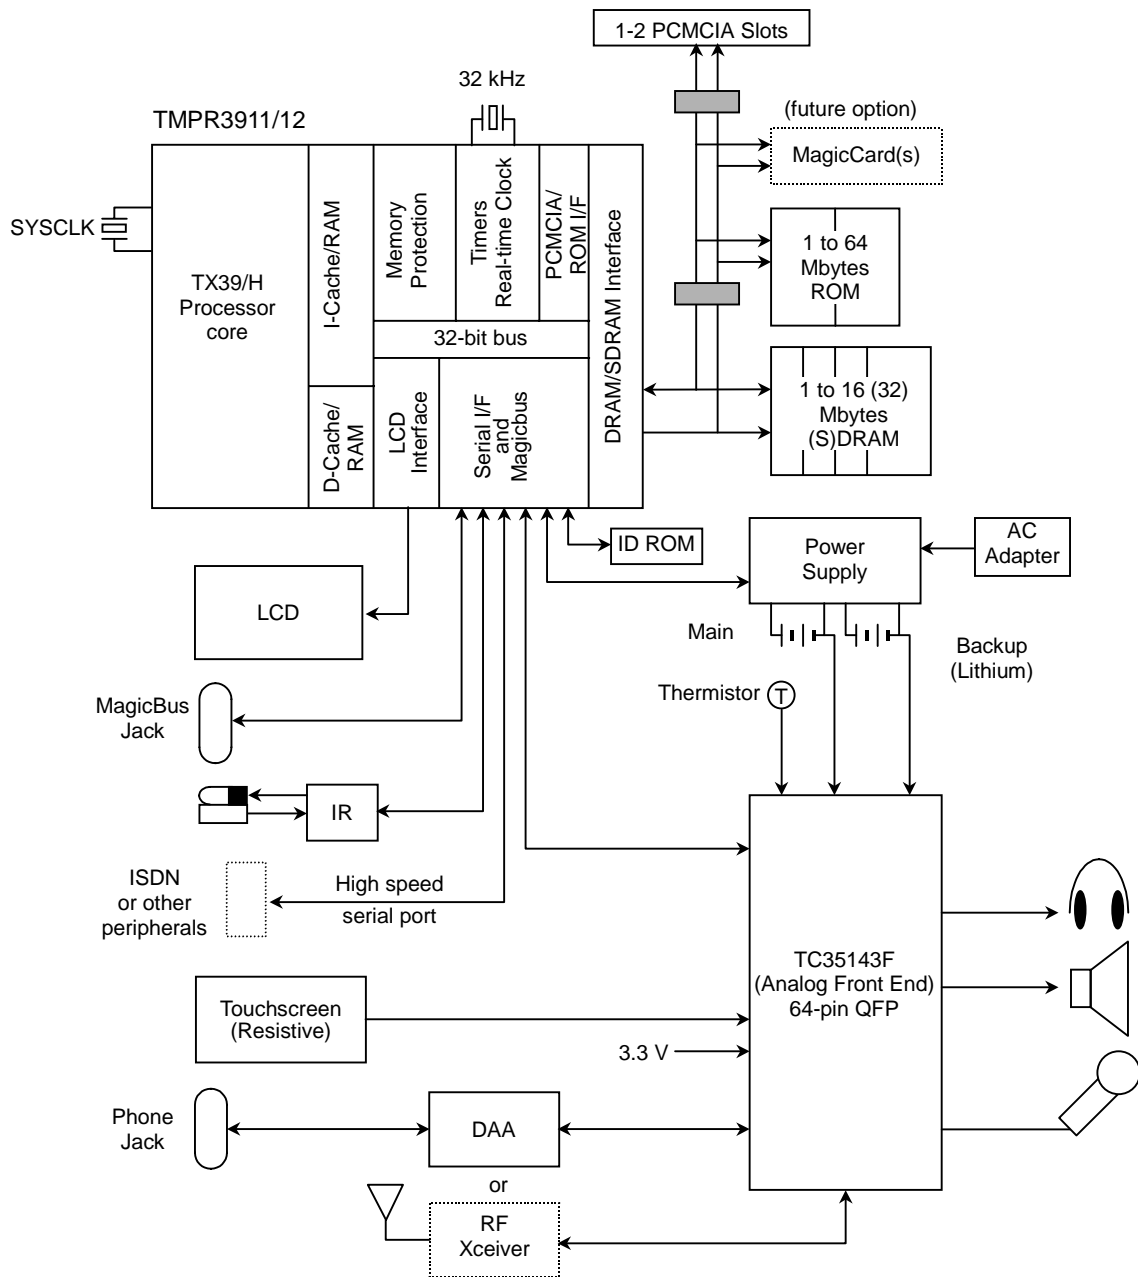 1-2 PCMCIA Slots
32 kHz
(future option)
TMPR3911/12
MagicCard(s)
SYSCLK
TX39/H
Processor
core
I-Cache/RAM
D-Cache/
RAM
Memory
Protection
Timers
Real-time Clock
PCMCIA/
ROM I/F
32-bit bus
LCD
Interface
Serial I/F
and
Magicbus
DRAM/SDRAM Interface
1 to 64
Mbytes
ROM
1 to 16 (32)
Mbytes
(S)DRAM
ID ROM
Power
Supply
AC
Adapter
LCD
Main
Backup
(Lithium)
Thermistor
T
MagicBus
Jack
IR
ISDN
or other
peripherals
High speed
serial port
TC35143F
(Analog Front End)
64-pin QFP
Touchscreen
(Resistive)
3.3 V
Phone
Jack
DAA
or
RF
Xceiver